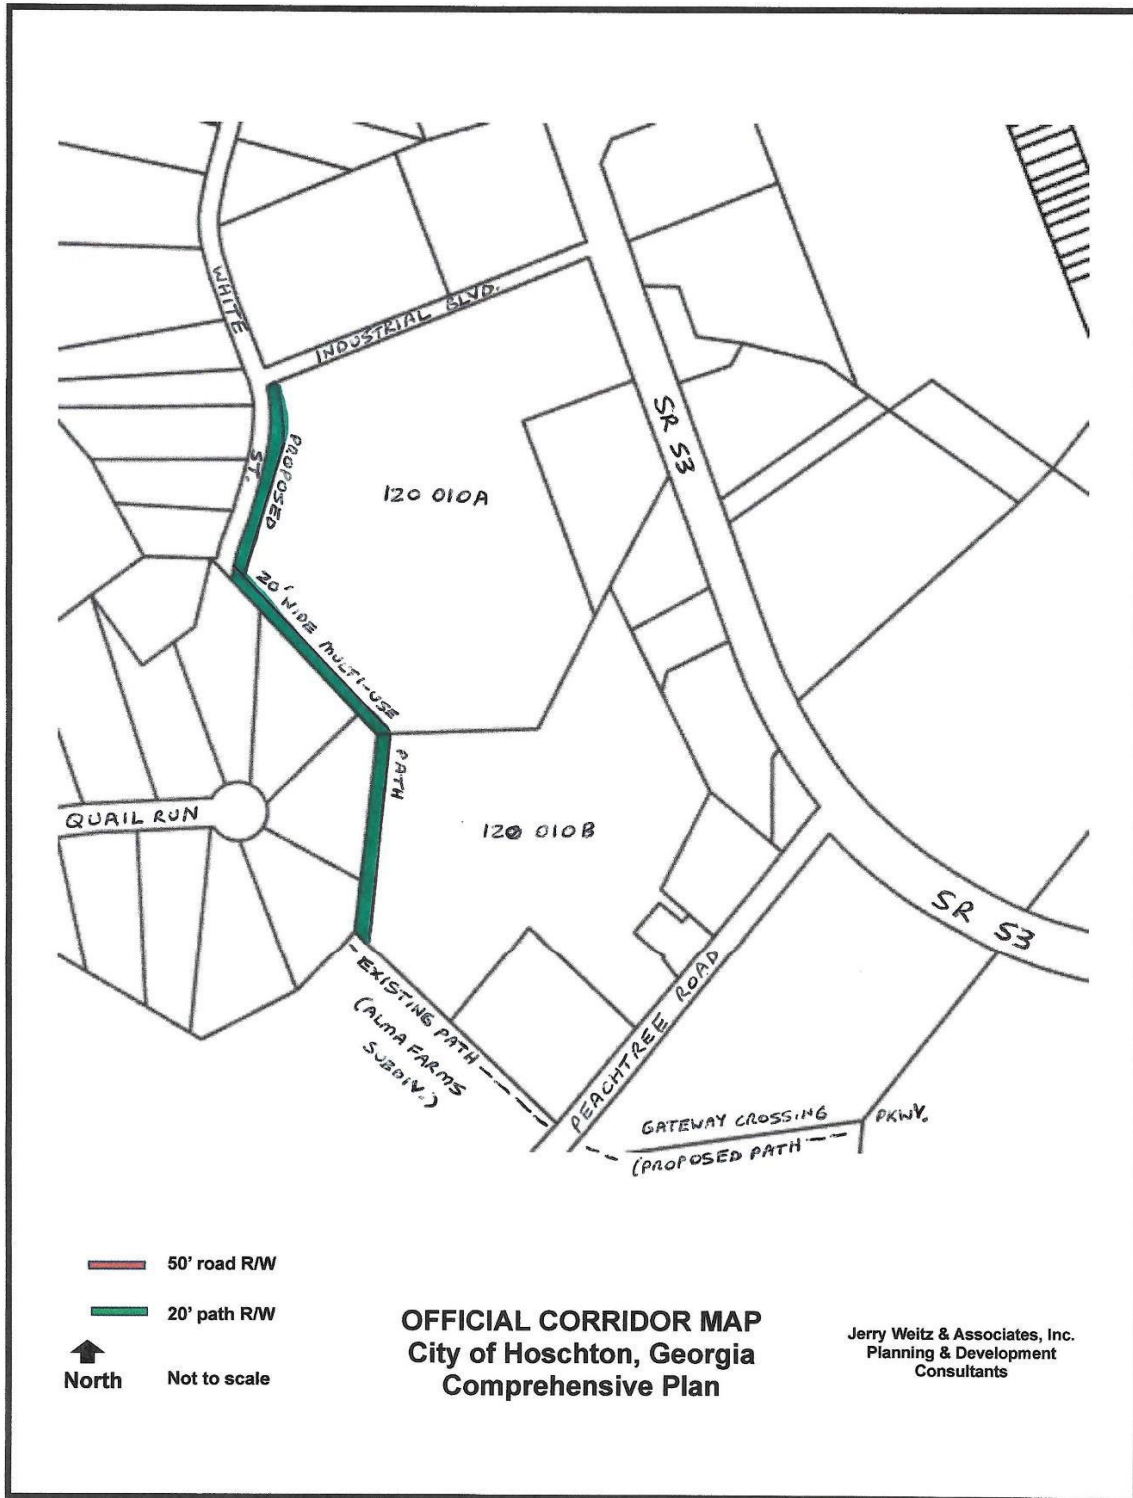 WHITE
ST.
INDUSTRIAL BLVD.
SR 53
PROPOSED
20' WIDE MULTI-USE
PATH
120 010A
120 010B
QUAIL RUN
SR 53
EXISTING PATH
(ALMA FARMS
SUBDIV.)
PEACHTREE ROAD
GATEWAY CROSSING PKWY.
(PROPOSED PATH
50' road R/W
20' path R/W
North
Not to scale
OFFICIAL CORRIDOR MAP
City of Hoschton, Georgia
Comprehensive Plan
Jerry Weitz & Associates, Inc.
Planning & Development
Consultants